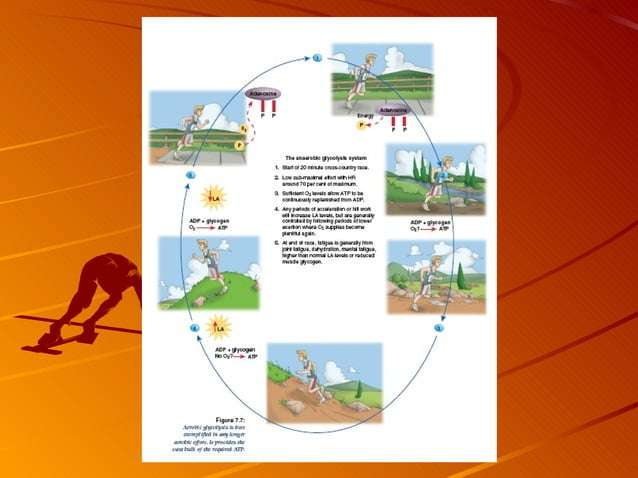 1.
Adenosine
P P
P
P
Adenosine
Energy
P
P P
The anaerobic glycolysis system
1. Start of 20 minute cross-country race.
2. Low sub-maximal effort with HR
around 70 per cent of maximum.
3. Sufficient O₂ levels allow ATP to be
continuously replenished from ADP.
4. Any periods of acceleration or hill work
will increase LA levels, but are generally
controlled by following periods of lower
exertion where O₂ supplies become
plentiful again.
5. At end of race, fatigue is generally from
joint fatigue, dehydration, mental fatigue,
higher than normal LA levels or reduced
muscle glycogen.
5.
LA
ADP + glycogen
O₂ ATP
ADP + glycogen
O₂? ATP
4.
LA
3.
ADP + glycogen
No O₂? ATP
Figure 7.7:
Aerobic glycolysis is best
exemplified in any longer
aerobic effort. It provides the
vast bulk of the required ATP.